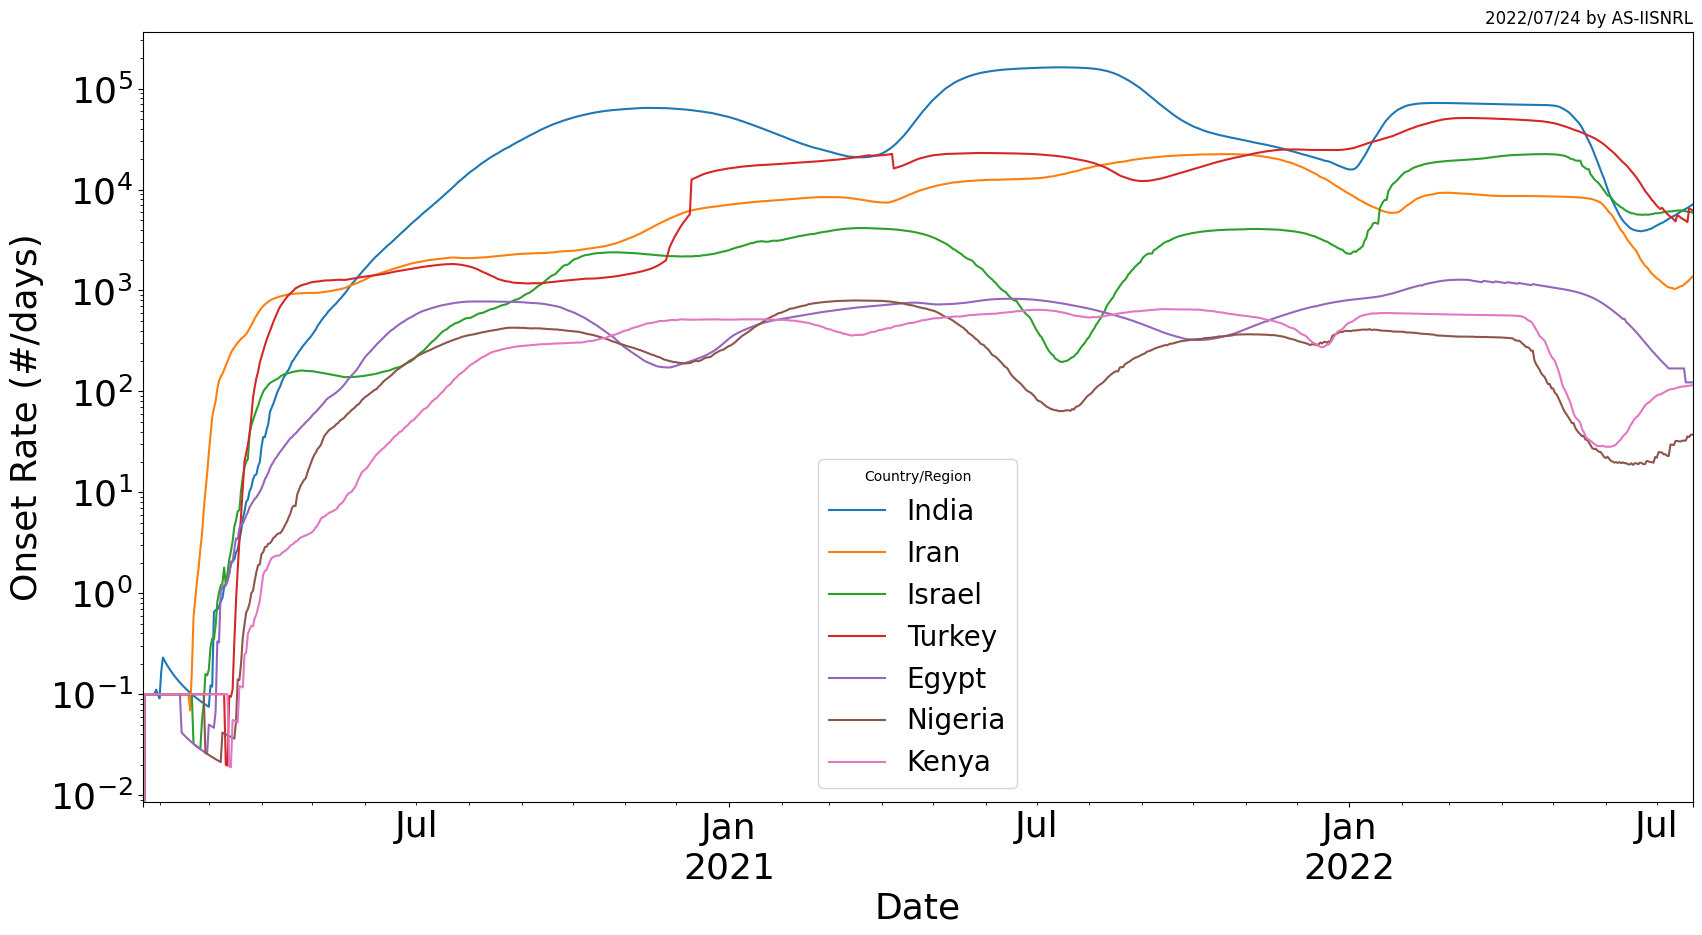 2022/07/24 by AS-IISNRL
Onset Rate (#/days)
10^5
10^4
10^3
10^2
10^1
10^0
10^−1
10^−2
Country/Region
India
Iran
Israel
Turkey
Egypt
Nigeria
Kenya
Jul
Jan
2021
Jul
Jan
2022
Jul
Date